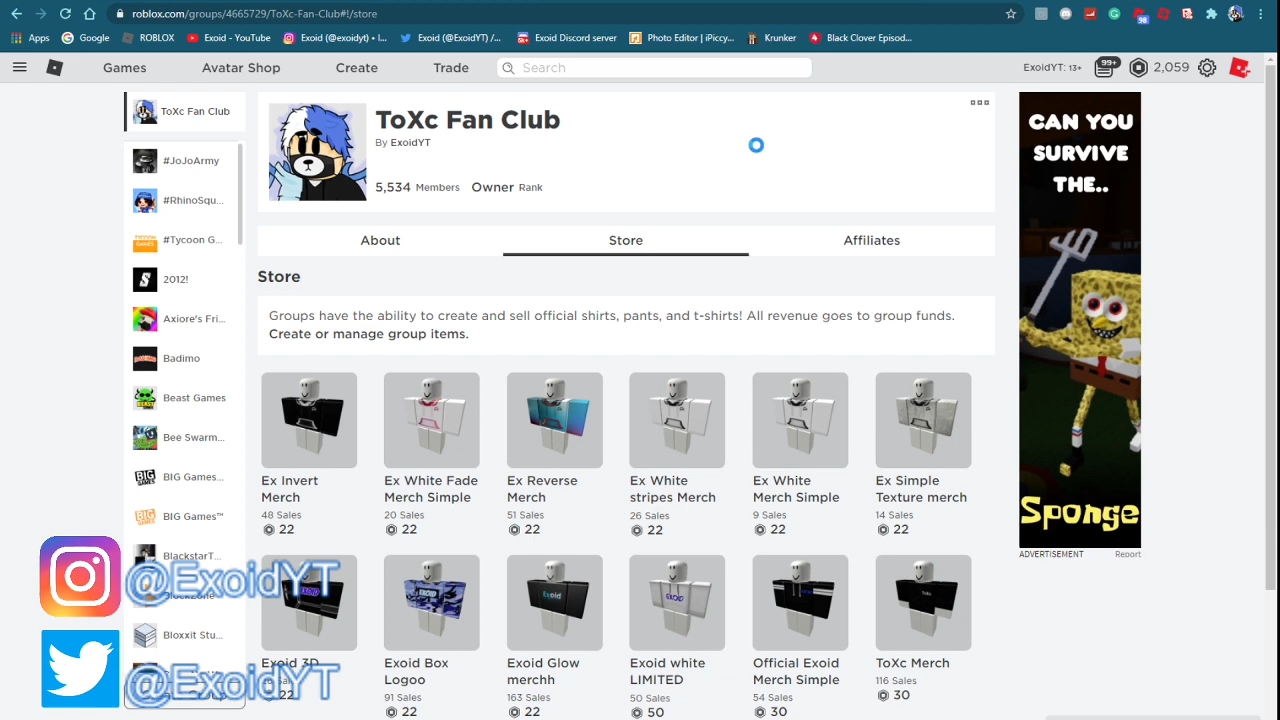 roblox.com/groups/4665729/ToXc-Fan-Club#!/store
98
Apps Google ROBLOX Exoid - YouTube Exoid (@exoidyt) • I... Exoid (@ExoidYT) /... Exoid Discord server Photo Editor | iPiccy... Krunker Black Clover Episod...
Games Avatar Shop Create Trade Search ExoidYT: 13+ 99+ 2,059
ToXc Fan Club
#JoJoArmy
#RhinoSqu...
#Tycoon G...
2012!
Axiore's Fri...
Badimo
Beast Games
Bee Swarm...
BIG Games...
BIG Games™
BlackstarT...
Bloxxit Stu...
ToXc Fan Club
By ExoidYT
5,534 Members Owner Rank
About Store Affiliates
Store
Groups have the ability to create and sell official shirts, pants, and t-shirts! All revenue goes to group funds.
Create or manage group items.
Ex Invert
Merch
48 Sales
22
Ex White Fade
Merch Simple
20 Sales
22
Ex Reverse
Merch
51 Sales
22
Ex White
stripes Merch
26 Sales
22
Ex White
Merch Simple
9 Sales
22
Ex Simple
Texture merch
14 Sales
22
Exoid 3D
22
Exoid Box
Logoo
91 Sales
22
Exoid
Exoid Glow
merchh
163 Sales
22
EXOID
Exoid white
LIMITED
50 Sales
50
Official Exoid
Merch Simple
54 Sales
30
ToXc
ToXc Merch
116 Sales
30
CAN YOU
SURVIVE
THE..
Sponge
ADVERTISEMENT Report
@ExoidYT
@ExoidYT